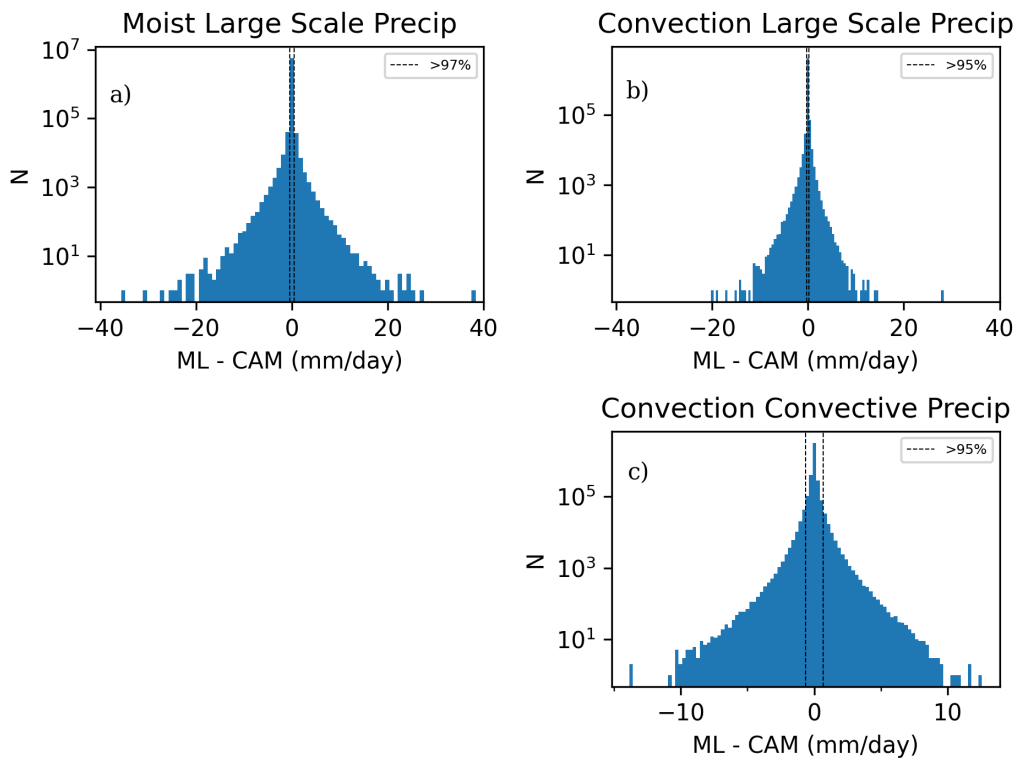 Moist Large Scale Precip
10^7
10^5
10^3
10^1
N
a)
>97%
−40
−20
0
20
40
ML - CAM (mm/day)
Convection Large Scale Precip
10^5
10^3
10^1
N
b)
>95%
−40
−20
0
20
40
ML - CAM (mm/day)
Convection Convective Precip
10^5
10^3
10^1
N
c)
>95%
−10
0
10
ML - CAM (mm/day)